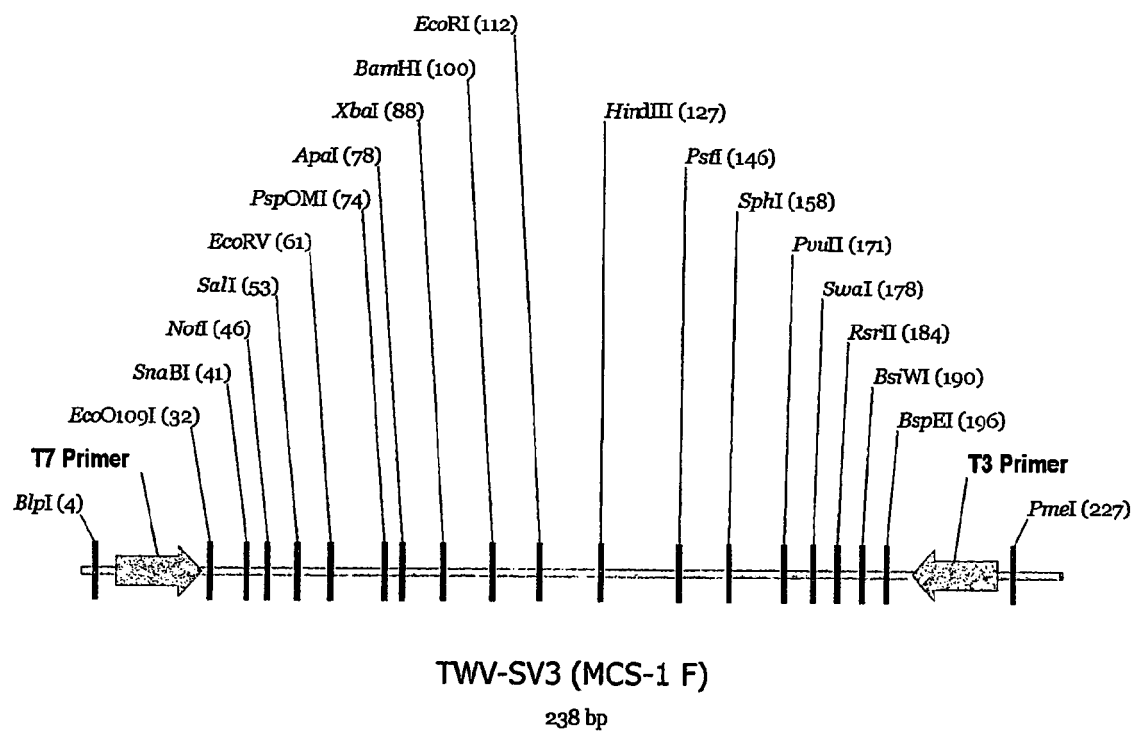 EcoRI (112)
BamHI (100)
XbaI (88)
HindIII (127)
ApaI (78)
PstI (146)
PspOMI (74)
SphI (158)
EcoRV (61)
PvuII (171)
SalI (53)
SwaI (178)
NotI (46)
RsrII (184)
SnaBI (41)
BsiWI (190)
EcoO109I (32)
BspEI (196)
T7 Primer
T3 Primer
BlpI (4)
PmeI (227)
TWV-SV3 (MCS-1 F)
238 bp